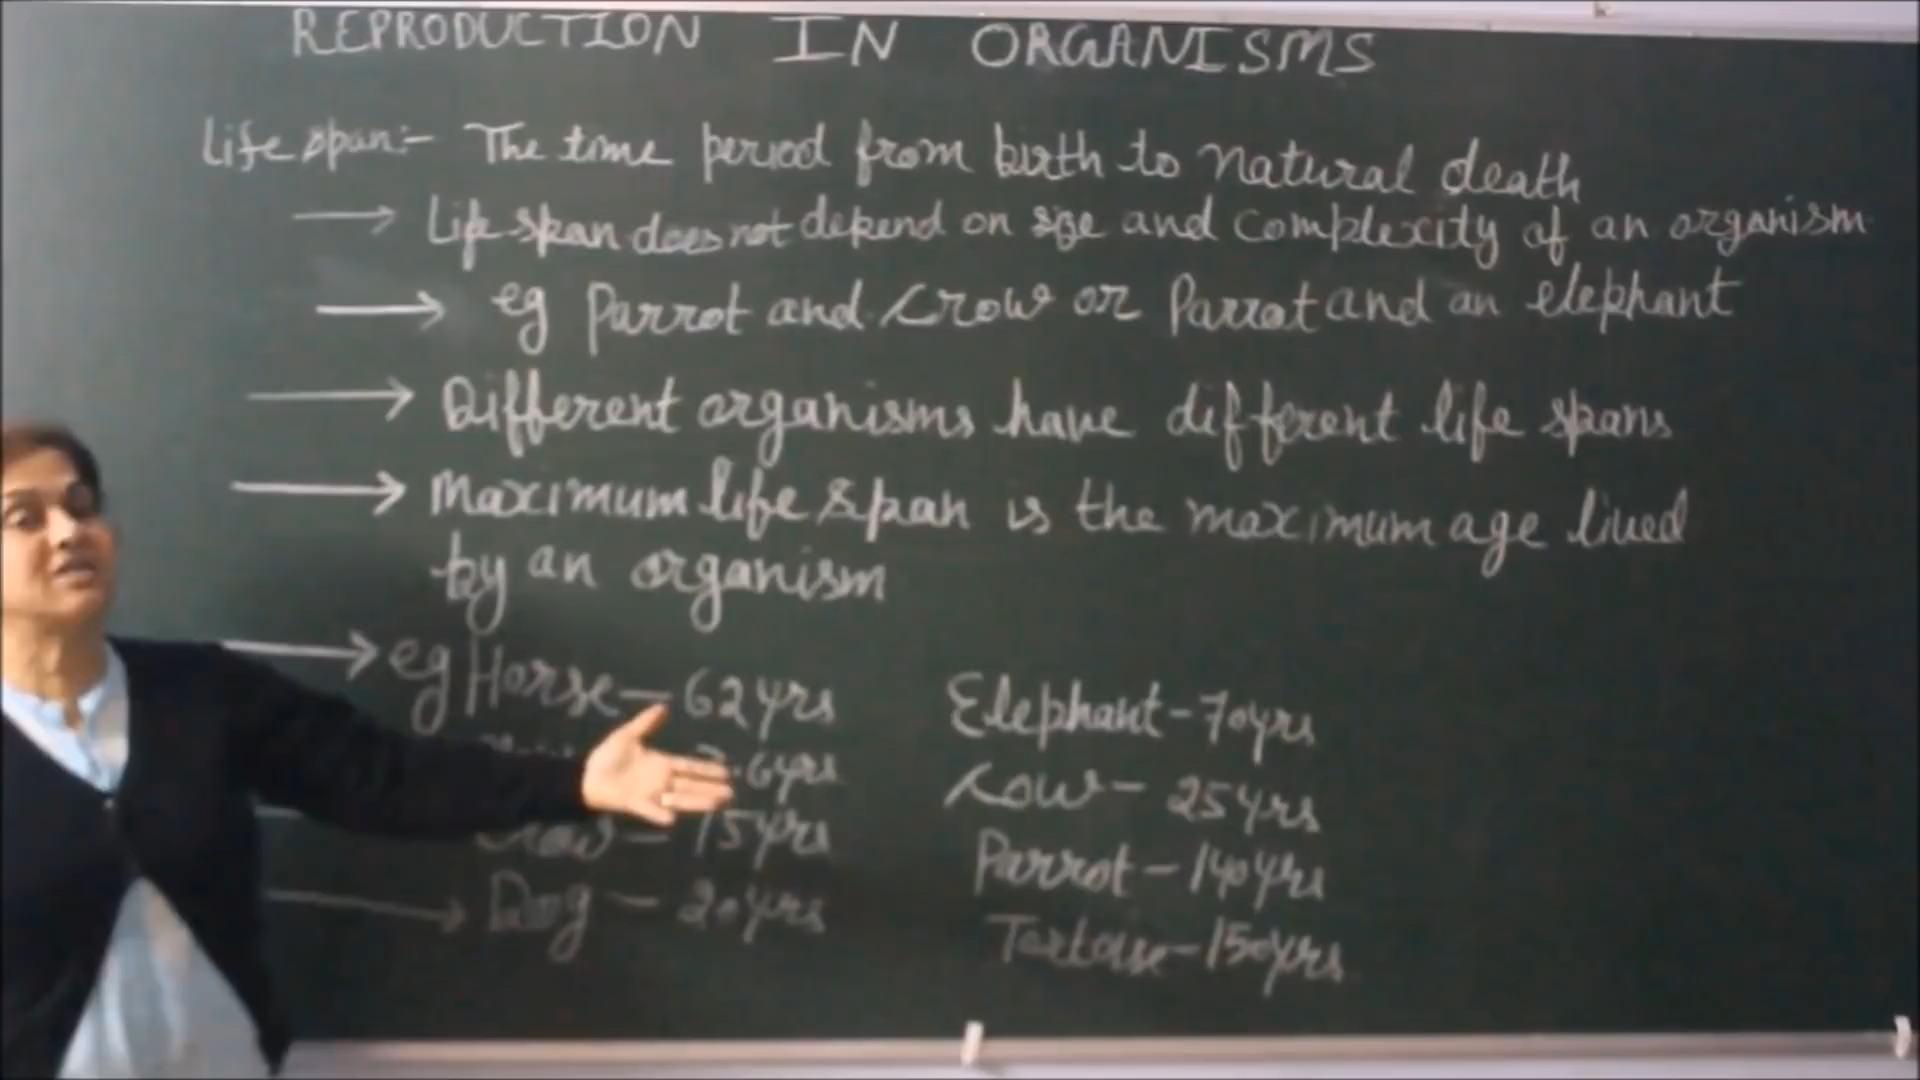 REPRODUCTION IN ORGANISMS
Life span:- The time period from birth to natural death
→ Life span does not depend on size and complexity of an organism
→ eg Parrot and Crow or Parrot and an elephant
→ Different organisms have different life spans
→ Maximum life span is the maximum age lived
by an organism
→ eg Horse - 62yrs Elephant - 70yrs
6yrs Cow - 25yrs
15yrs Parrot - 140yrs
→ Dog - 20yrs Tortoise - 150yrs